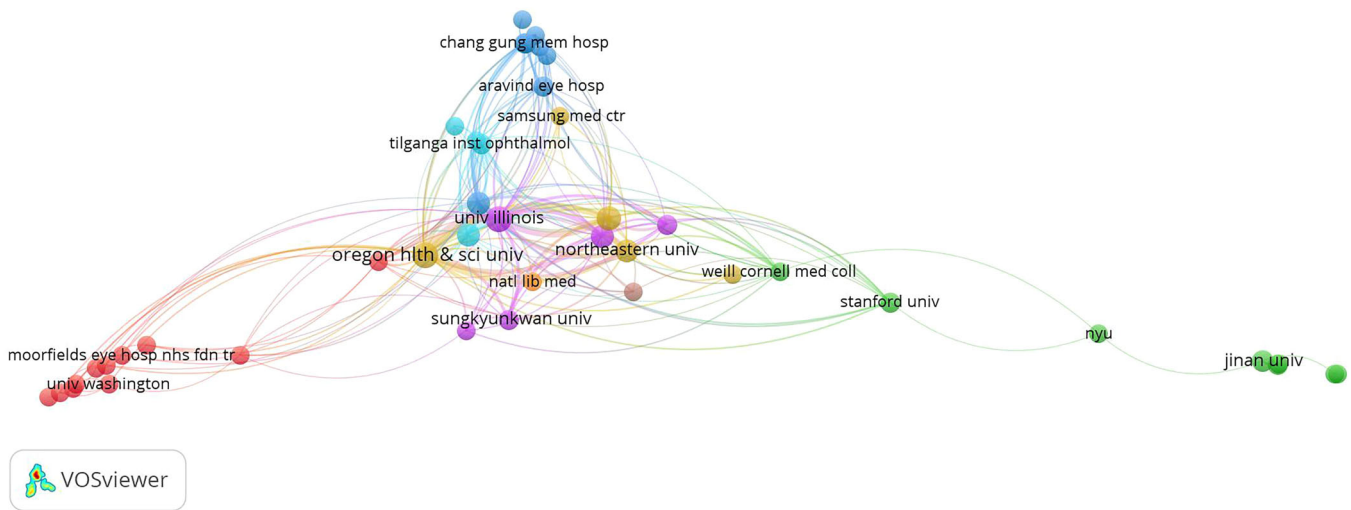 chang gung mem hosp
aravind eye hosp
samsung med ctr
tilganga inst ophthalmol
univ illinois
northeastern univ
oregon hlth & sci univ
weill cornell med coll
natl lib med
stanford univ
sungkyunkwan univ
nyu
moorfields eye hosp nhs fdn tr
jinan univ
univ washington
VOSviewer